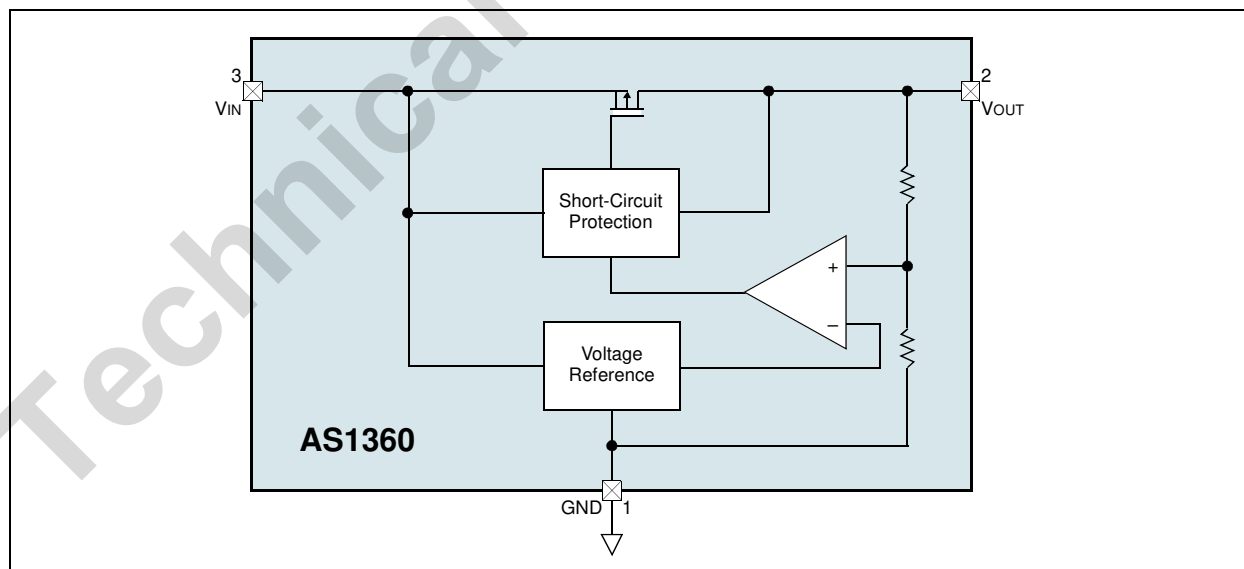 3
VIN
2
VOUT
Short-Circuit
Protection
+
–
Voltage
Reference
AS1360
GND 1
Technical